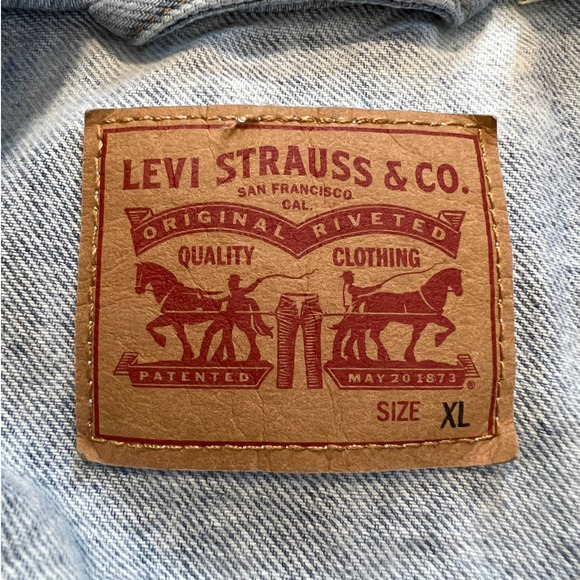 LEVI STRAUSS & CO.
SAN FRANCISCO
CAL.
ORIGINAL RIVETED
QUALITY CLOTHING
PATENTED MAY 20 1873 ®
SIZE XL